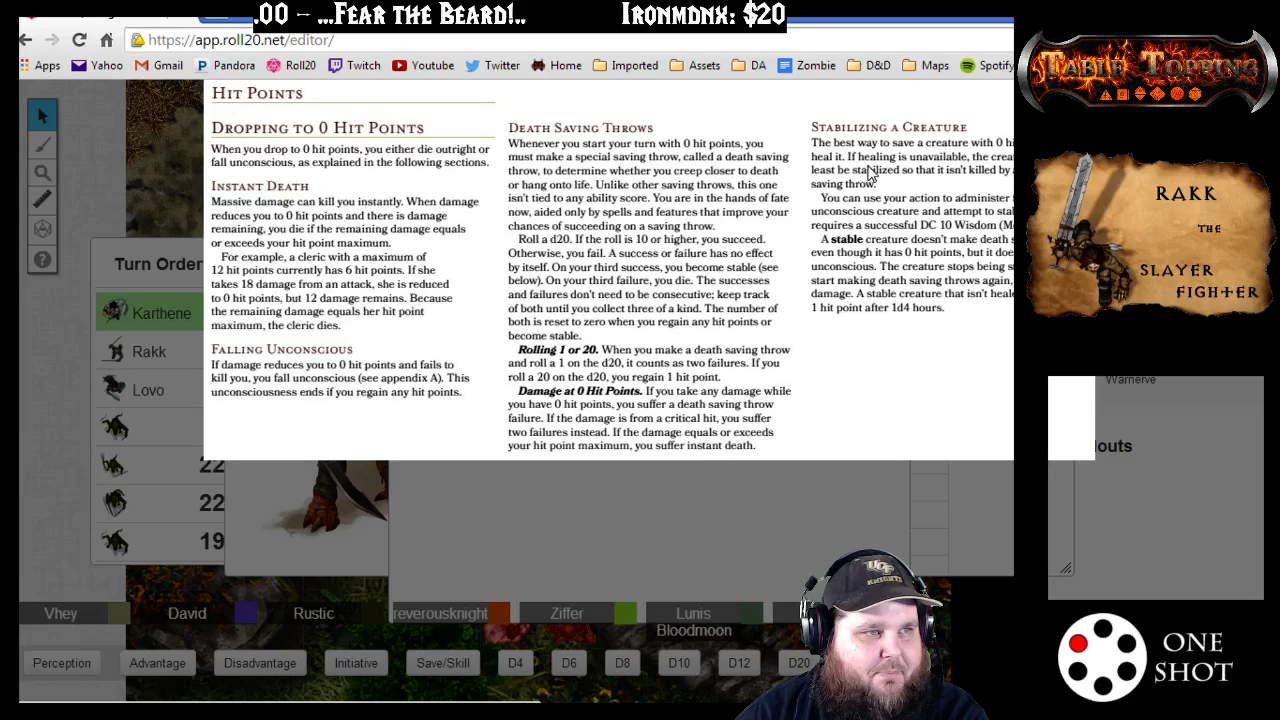 .00 – ...Fear the Beard!..
Ironmdnx: $20
https://app.roll20.net/editor/
Apps Yahoo Gmail Pandora Roll20 Twitch Youtube Twitter Home Imported Assets DA Zombie D&D Maps Spotify
Hit Points
Dropping to 0 Hit Points
When you drop to 0 hit points, you either die outright or
fall unconscious, as explained in the following sections.
Instant Death
Massive damage can kill you instantly. When damage
reduces you to 0 hit points and there is damage
remaining, you die if the remaining damage equals
or exceeds your hit point maximum.
For example, a cleric with a maximum of
12 hit points currently has 6 hit points. If she
takes 18 damage from an attack, she is reduced
to 0 hit points, but 12 damage remains. Because
the remaining damage equals her hit point
maximum, the cleric dies.
Falling Unconscious
If damage reduces you to 0 hit points and fails to
kill you, you fall unconscious (see appendix A). This
unconsciousness ends if you regain any hit points.
Death Saving Throws
Whenever you start your turn with 0 hit points, you
must make a special saving throw, called a death saving
throw, to determine whether you creep closer to death
or hang onto life. Unlike other saving throws, this one
isn't tied to any ability score. You are in the hands of fate
now, aided only by spells and features that improve your
chances of succeeding on a saving throw.
Roll a d20. If the roll is 10 or higher, you succeed.
Otherwise, you fail. A success or failure has no effect
by itself. On your third success, you become stable (see
below). On your third failure, you die. The successes
and failures don't need to be consecutive; keep track
of both until you collect three of a kind. The number of
both is reset to zero when you regain any hit points or
become stable.
Rolling 1 or 20. When you make a death saving throw
and roll a 1 on the d20, it counts as two failures. If you
roll a 20 on the d20, you regain 1 hit point.
Damage at 0 Hit Points. If you take any damage while
you have 0 hit points, you suffer a death saving throw
failure. If the damage is from a critical hit, you suffer
two failures instead. If the damage equals or exceeds
your hit point maximum, you suffer instant death.
Stabilizing a Creature
The best way to save a creature with 0 hi
heal it. If healing is unavailable, the crea
least be stabilized so that it isn't killed by
saving throw.
You can use your action to administer
unconscious creature and attempt to stal
requires a successful DC 10 Wisdom (M
A stable creature doesn't make death s
even though it has 0 hit points, but it doe
unconscious. The creature stops being s
start making death saving throws again,
damage. A stable creature that isn't heale
1 hit point after 1d4 hours.
Turn Order
Karthene
Rakk
Lovo
22
22
19
Vhey David Rustic reverousknight Ziffer Lunis
Bloodmoon
Perception Advantage Disadvantage Initiative Save/Skill D4 D6 D8 D10 D12 D20
Table Topping
Rakk
the
Slayer
Fighter
Warnerve
louts
UCF
KNIGHTS
ONE
SHOT